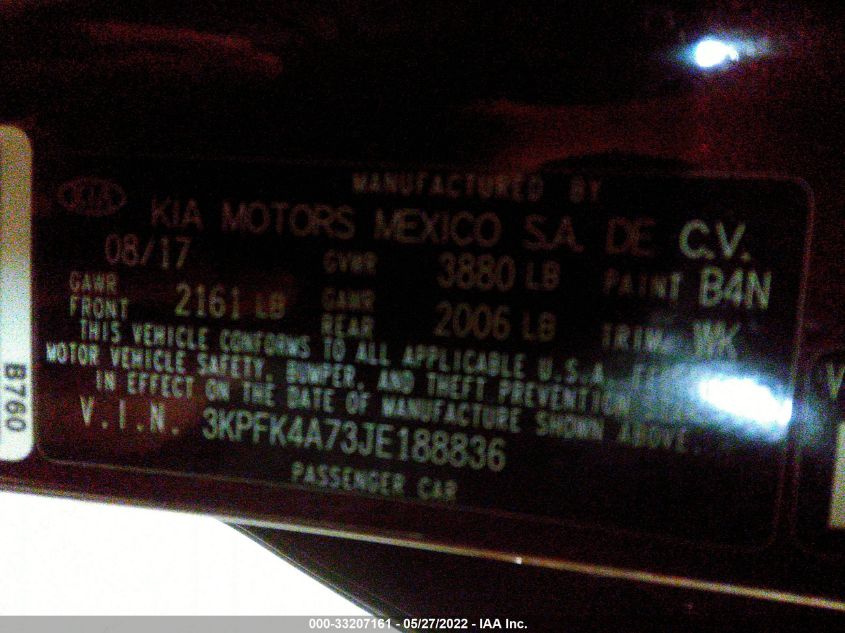 MANUFACTURED BY
KIA KIA MOTORS MEXICO S.A. DE C.V.
08/17 GVWR 3880 LB PAINT B4N
GAWR FRONT 2161 LB GAWR REAR 2006 LB TRIM WK
THIS VEHICLE CONFORMS TO ALL APPLICABLE U.S.A.
MOTOR VEHICLE SAFETY, BUMPER, AND THEFT PREVENTION
IN EFFECT ON THE DATE OF MANUFACTURE SHOWN ABOVE.
V.I.N. 3KPFK4A73JE188836
PASSENGER CAR
B760
V
000-33207161 - 05/27/2022 - IAA Inc.